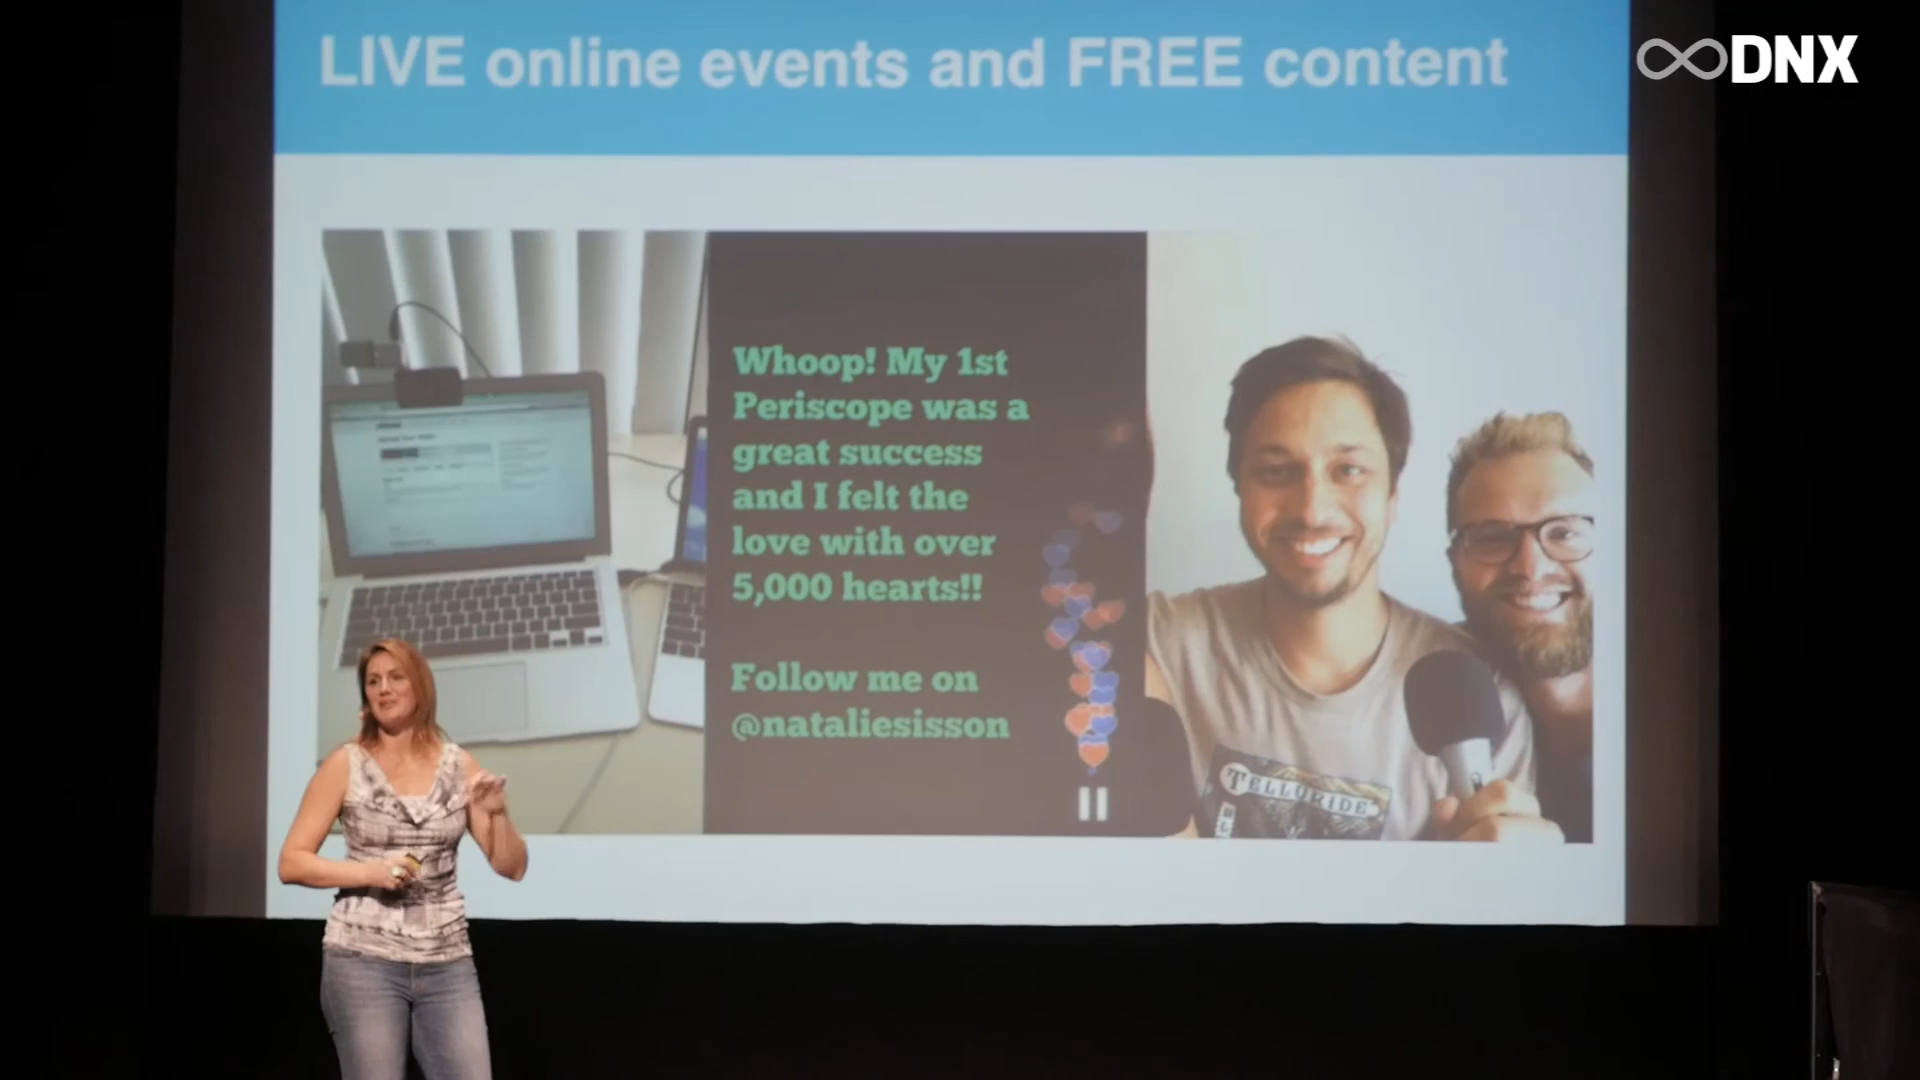 LIVE online events and FREE content
DNX
Whoop! My 1st
Periscope was a
great success
and I felt the
love with over
5,000 hearts!!
Follow me on
@nataliesisson
TELLURIDE